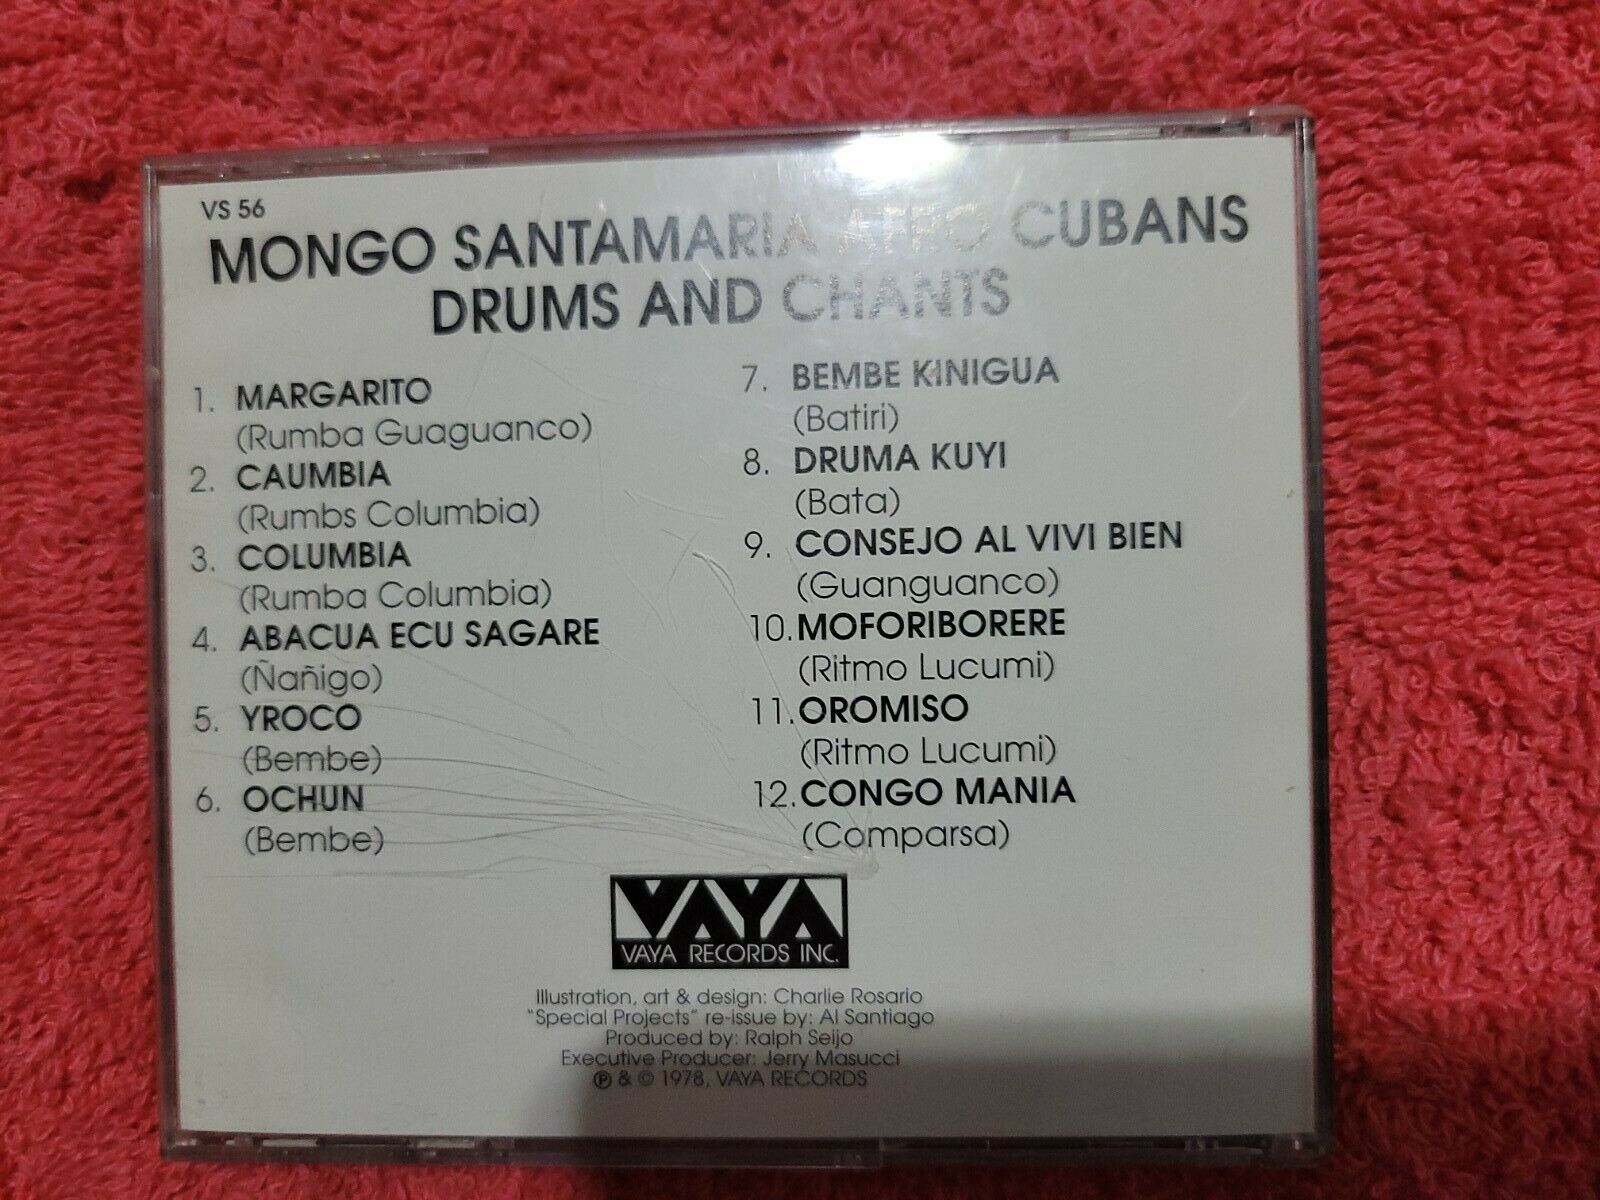 VS 56
MONGO SANTAMARIA AFRO CUBANS
DRUMS AND CHANTS
1. MARGARITO
(Rumba Guaguanco)
2. CAUMBIA
(Rumbs Columbia)
3. COLUMBIA
(Rumba Columbia)
4. ABACUA ECU SAGARE
(Ñañigo)
5. YROCO
(Bembe)
6. OCHUN
(Bembe)
7. BEMBE KINIGUA
(Batiri)
8. DRUMA KUYI
(Bata)
9. CONSEJO AL VIVI BIEN
(Guanguanco)
10. MOFORIBORERE
(Ritmo Lucumi)
11. OROMISO
(Ritmo Lucumi)
12. CONGO MANIA
(Comparsa)
VAYA
VAYA RECORDS INC.
Illustration, art & design: Charlie Rosario
"Special Projects" re-issue by: Al Santiago
Produced by: Ralph Seijo
Executive Producer: Jerry Masucci
℗ & © 1978, VAYA RECORDS